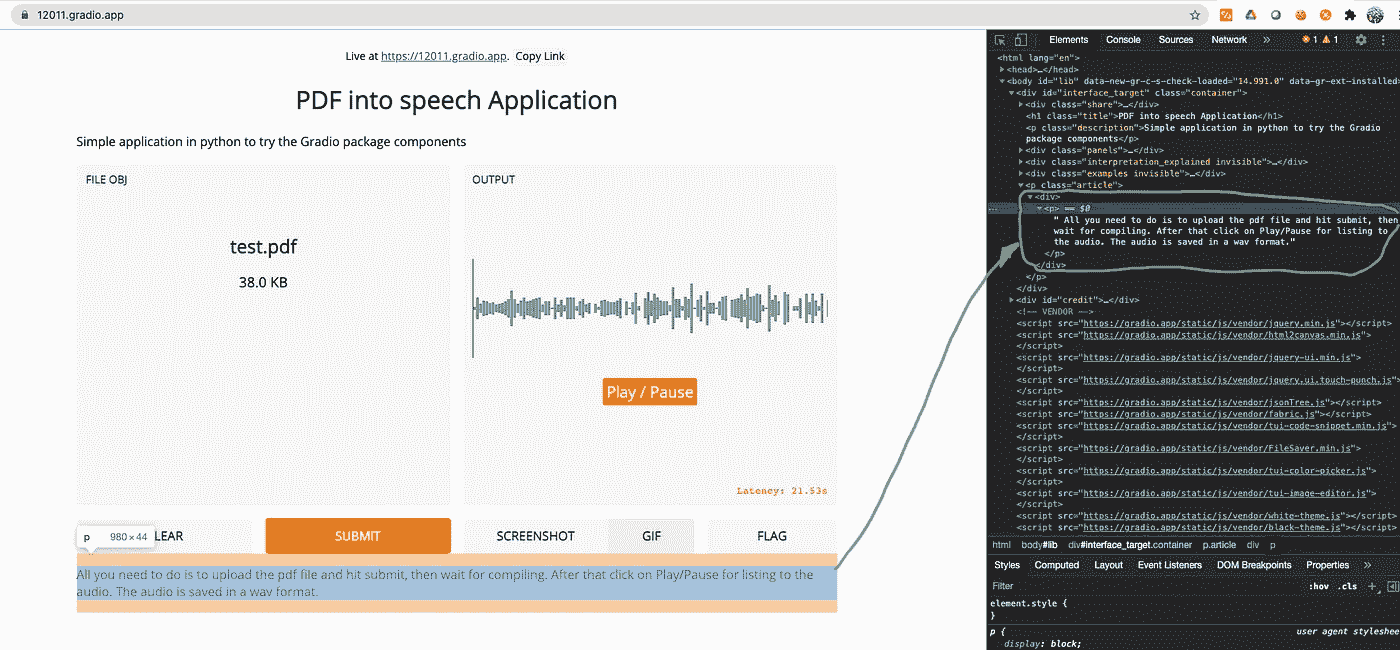 12011.gradio.app
Live at https://12011.gradio.app. Copy Link
PDF into speech Application
Simple application in python to try the Gradio package components
FILE OBJ
test.pdf
38.0 KB
OUTPUT
Play / Pause
Latency: 21.53s
p 980 × 44
LEAR
SUBMIT
SCREENSHOT
GIF
FLAG
All you need to do is to upload the pdf file and hit submit, then wait for compiling. After that click on Play/Pause for listing to the
audio. The audio is saved in a wav format.
Elements Console Sources Network » 1 1
<html lang="en">
<head>…</head>
<body id="lib" data-new-gr-c-s-check-loaded="14.991.0" data-gr-ext-installed
<div id="interface_target" class="container">
<div class="share">…</div>
<h1 class="title">PDF into speech Application</h1>
<p class="description">Simple application in python to try the Gradio
package components</p>
<div class="panels">…</div>
<div class="interpretation_explained invisible">…</div>
<div class="examples invisible">…</div>
<p class="article">
<div>
… <p> == $0
" All you need to do is to upload the pdf file and hit submit, then
wait for compiling. After that click on Play/Pause for listing to
the audio. The audio is saved in a wav format."
</p>
</div>
</p>
</div>
<div id="credit">…</div>
<!-- VENDOR -->
<script src="https://gradio.app/static/js/vendor/jquery.min.js"></script>
<script src="https://gradio.app/static/js/vendor/html2canvas.min.js">
</script>
<script src="https://gradio.app/static/js/vendor/jquery-ui.min.js">
</script>
<script src="https://gradio.app/static/js/vendor/jquery.ui.touch-punch.js">
</script>
<script src="https://gradio.app/static/js/vendor/jsonTree.js"></script>
<script src="https://gradio.app/static/js/vendor/fabric.js"></script>
<script src="https://gradio.app/static/js/vendor/tui-code-snippet.min.js">
</script>
<script src="https://gradio.app/static/js/vendor/FileSaver.min.js">
</script>
<script src="https://gradio.app/static/js/vendor/tui-color-picker.js">
</script>
<script src="https://gradio.app/static/js/vendor/tui-image-editor.js">
</script>
<script src="https://gradio.app/static/js/vendor/white-theme.js"></script>
<script src="https://gradio.app/static/js/vendor/black-theme.js"></script>
html body#lib div#interface_target.container p.article div p
Styles Computed Layout Event Listeners DOM Breakpoints Properties »
Filter :hov .cls +
element.style {
}
p { user agent styleshee
display: block;